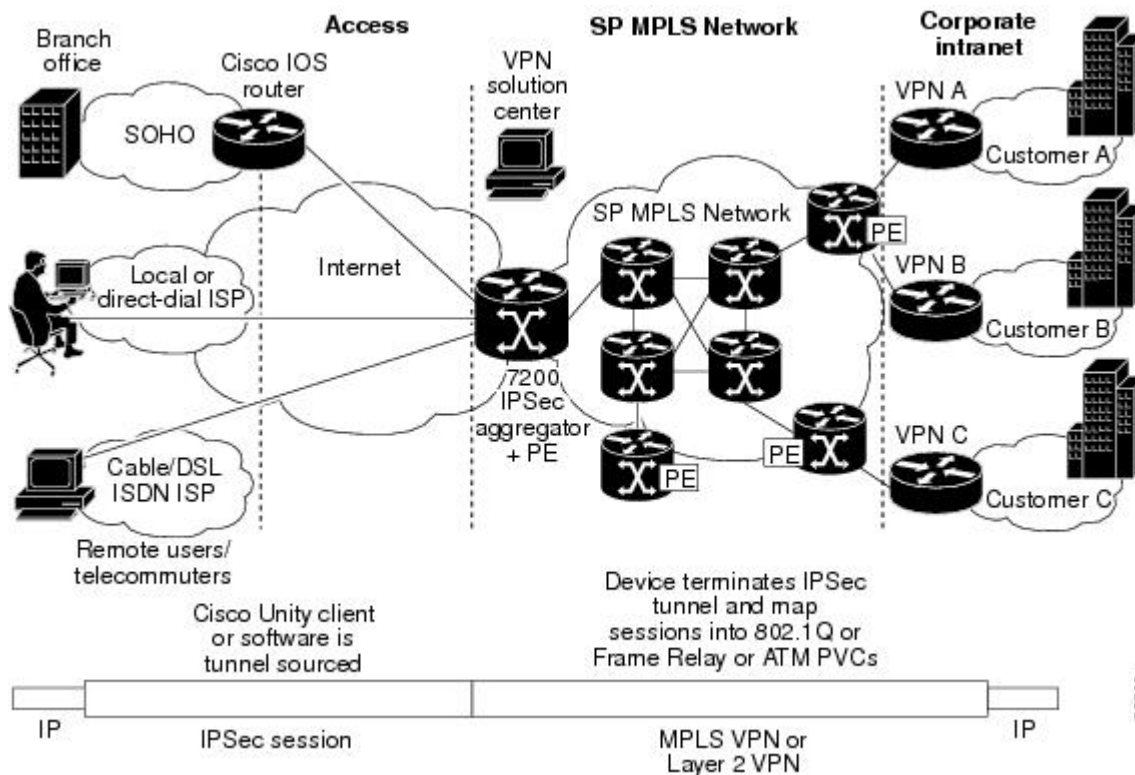 Access
SP MPLS Network
Corporate
intranet
Branch
office
Cisco IOS
router
VPN
solution
center
VPN A
SOHO
Customer A
SP MPLS Network
PE
Local or
direct-dial ISP
Internet
VPN B
Customer B
7200
IPSec
aggregator
+ PE
Cable/DSL
ISDN ISP
PE
PE
VPN C
Customer C
Remote users/
telecommuters
Cisco Unity client
or software is
tunnel sourced
Device terminates IPSec
tunnel and map
sessions into 802.1Q or
Frame Relay or ATM PVCs
IP
IPSec session
MPLS VPN or
Layer 2 VPN
IP